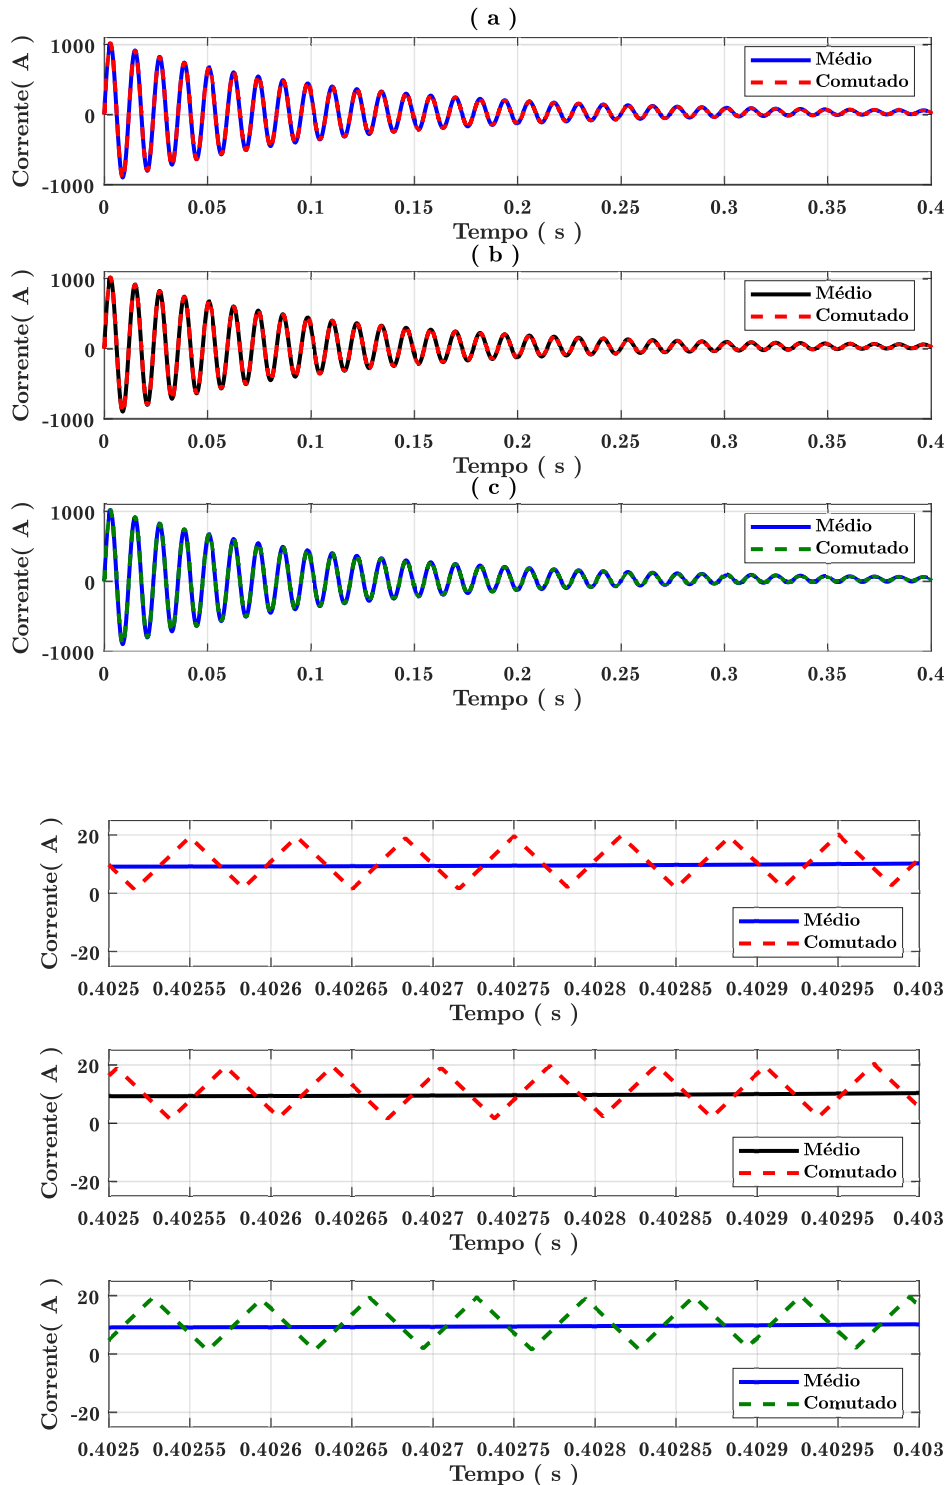 ( a )
Corrente( A )
1000
0
-1000
Médio
Comutado
0 0.05 0.1 0.15 0.2 0.25 0.3 0.35 0.4
Tempo ( s )
( b )
Corrente( A )
1000
0
-1000
Médio
Comutado
0 0.05 0.1 0.15 0.2 0.25 0.3 0.35 0.4
Tempo ( s )
( c )
Corrente( A )
1000
0
-1000
Médio
Comutado
0 0.05 0.1 0.15 0.2 0.25 0.3 0.35 0.4
Tempo ( s )
Corrente( A )
20
0
-20
Médio
Comutado
0.4025 0.40255 0.4026 0.40265 0.4027 0.40275 0.4028 0.40285 0.4029 0.40295 0.403
Tempo ( s )
Corrente( A )
20
0
-20
Médio
Comutado
0.4025 0.40255 0.4026 0.40265 0.4027 0.40275 0.4028 0.40285 0.4029 0.40295 0.403
Tempo ( s )
Corrente( A )
20
0
-20
Médio
Comutado
0.4025 0.40255 0.4026 0.40265 0.4027 0.40275 0.4028 0.40285 0.4029 0.40295 0.403
Tempo ( s )